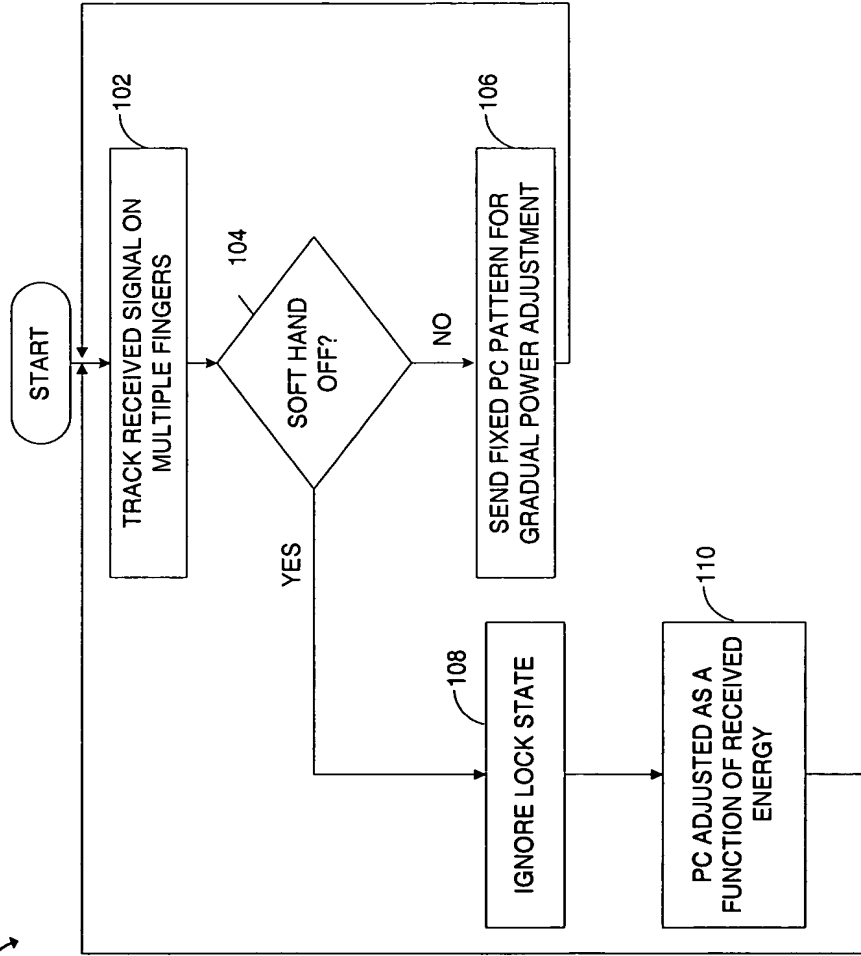 START
102
TRACK RECEIVED SIGNAL ON
MULTIPLE FINGERS
104
SOFT HAND
OFF?
YES
NO
106
SEND FIXED PC PATTERN FOR
GRADUAL POWER ADJUSTMENT
108
IGNORE LOCK STATE
110
PC ADJUSTED AS A
FUNCTION OF RECEIVED
ENERGY